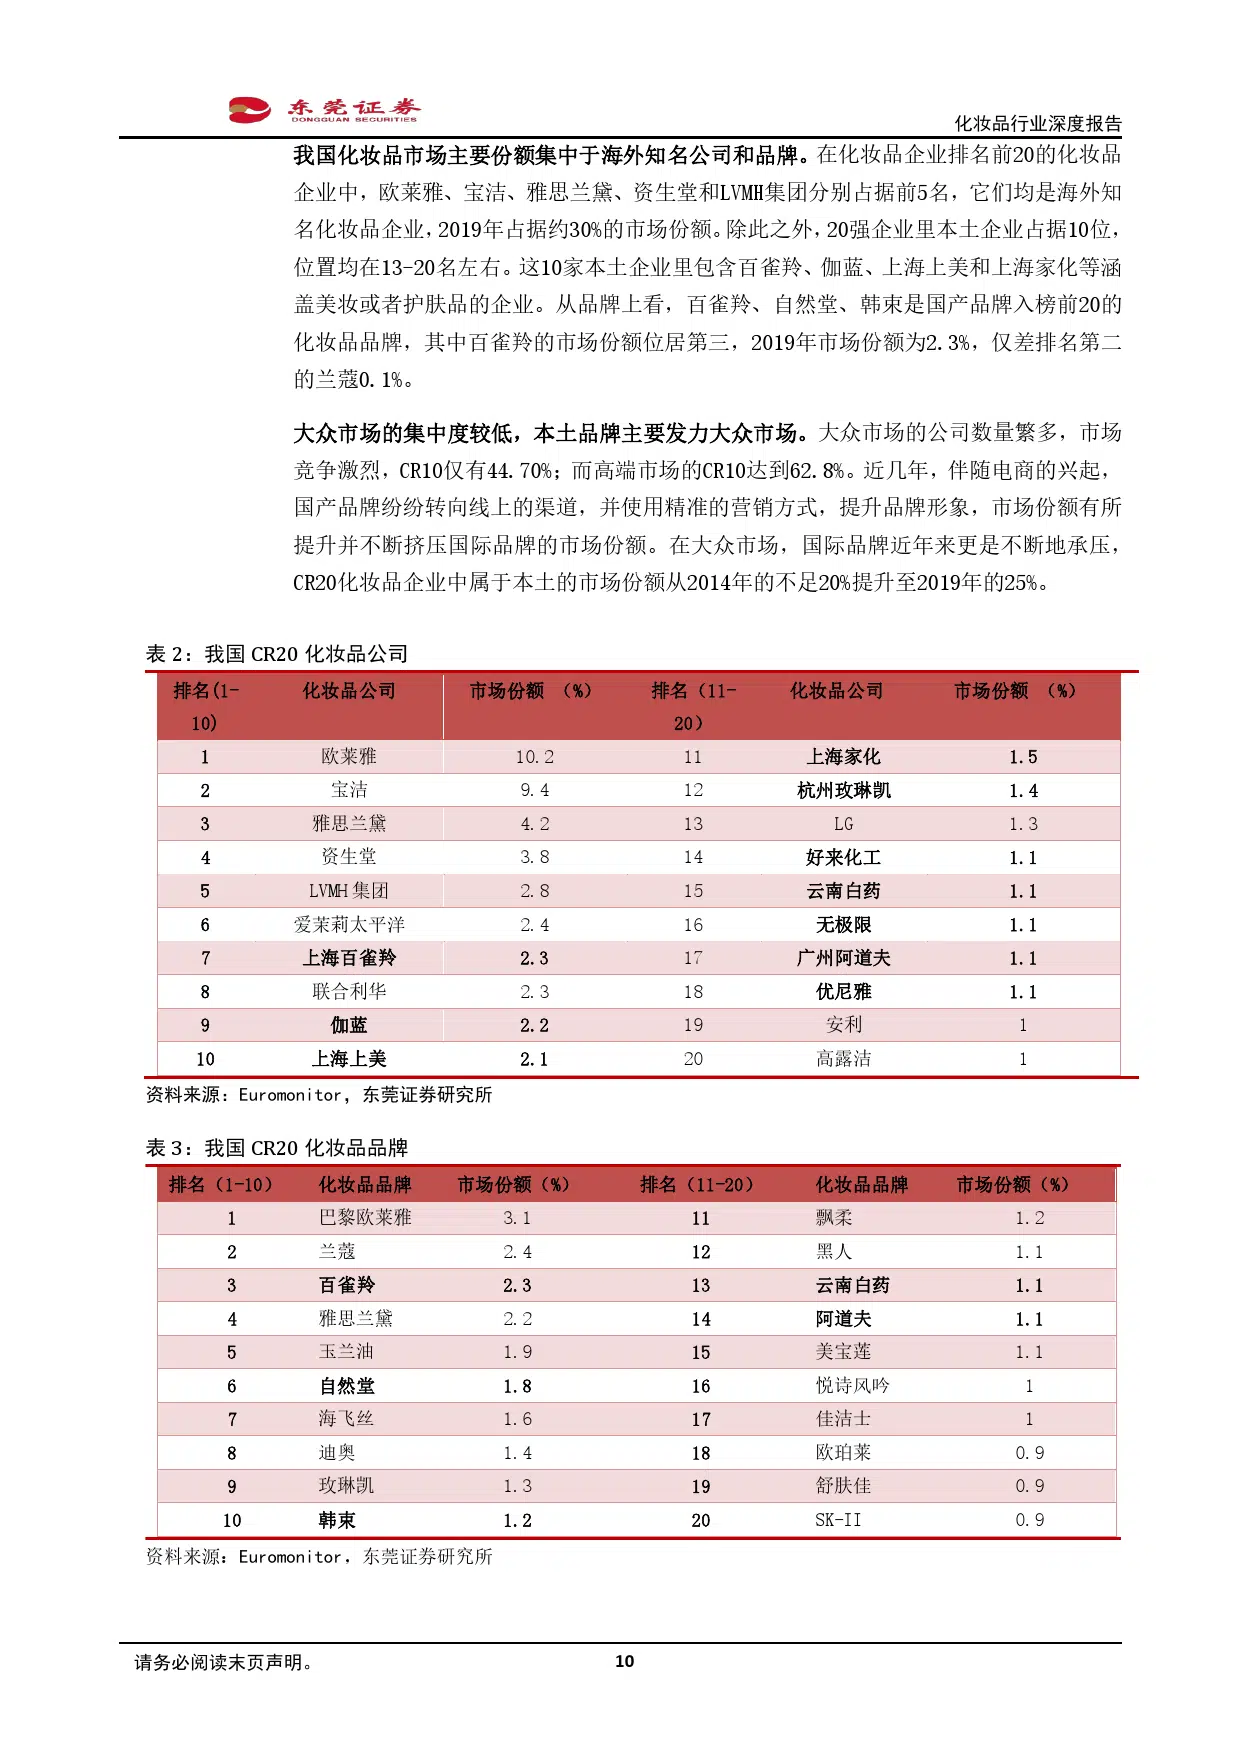 东莞证券
DONGGUAN SECURITIES
化妆品行业深度报告
我国化妆品市场主要份额集中于海外知名公司和品牌。在化妆品企业排名前20的化妆品
企业中，欧莱雅、宝洁、雅思兰黛、资生堂和LVMH集团分别占据前5名，它们均是海外知
名化妆品企业，2019年占据约30%的市场份额。除此之外，20强企业里本土企业占据10位，
位置均在13-20名左右。这10家本土企业里包含百雀羚、伽蓝、上海上美和上海家化等涵
盖美妆或者护肤品的企业。从品牌上看，百雀羚、自然堂、韩束是国产品牌入榜前20的
化妆品品牌，其中百雀羚的市场份额位居第三，2019年市场份额为2.3%，仅差排名第二
的兰蔻0.1%。
大众市场的集中度较低，本土品牌主要发力大众市场。大众市场的公司数量繁多，市场
竞争激烈，CR10仅有44.70%；而高端市场的CR10达到62.8%。近几年，伴随电商的兴起，
国产品牌纷纷转向线上的渠道，并使用精准的营销方式，提升品牌形象，市场份额有所
提升并不断挤压国际品牌的市场份额。在大众市场，国际品牌近年来更是不断地承压，
CR20化妆品企业中属于本土的市场份额从2014年的不足20%提升至2019年的25%。
表 2：我国 CR20 化妆品公司
排名(1-10) 化妆品公司 市场份额 （%） 排名（11-20） 化妆品公司 市场份额 （%）
1 欧莱雅 10.2 11 上海家化 1.5
2 宝洁 9.4 12 杭州玫琳凯 1.4
3 雅思兰黛 4.2 13 LG 1.3
4 资生堂 3.8 14 好来化工 1.1
5 LVMH 集团 2.8 15 云南白药 1.1
6 爱茉莉太平洋 2.4 16 无极限 1.1
7 上海百雀羚 2.3 17 广州阿道夫 1.1
8 联合利华 2.3 18 优尼雅 1.1
9 伽蓝 2.2 19 安利 1
10 上海上美 2.1 20 高露洁 1
资料来源：Euromonitor，东莞证券研究所
表 3：我国 CR20 化妆品品牌
排名（1-10） 化妆品品牌 市场份额（%） 排名（11-20） 化妆品品牌 市场份额（%）
1 巴黎欧莱雅 3.1 11 飘柔 1.2
2 兰蔻 2.4 12 黑人 1.1
3 百雀羚 2.3 13 云南白药 1.1
4 雅思兰黛 2.2 14 阿道夫 1.1
5 玉兰油 1.9 15 美宝莲 1.1
6 自然堂 1.8 16 悦诗风吟 1
7 海飞丝 1.6 17 佳洁士 1
8 迪奥 1.4 18 欧珀莱 0.9
9 玫琳凯 1.3 19 舒肤佳 0.9
10 韩束 1.2 20 SK-II 0.9
资料来源：Euromonitor，东莞证券研究所
请务必阅读末页声明。
10